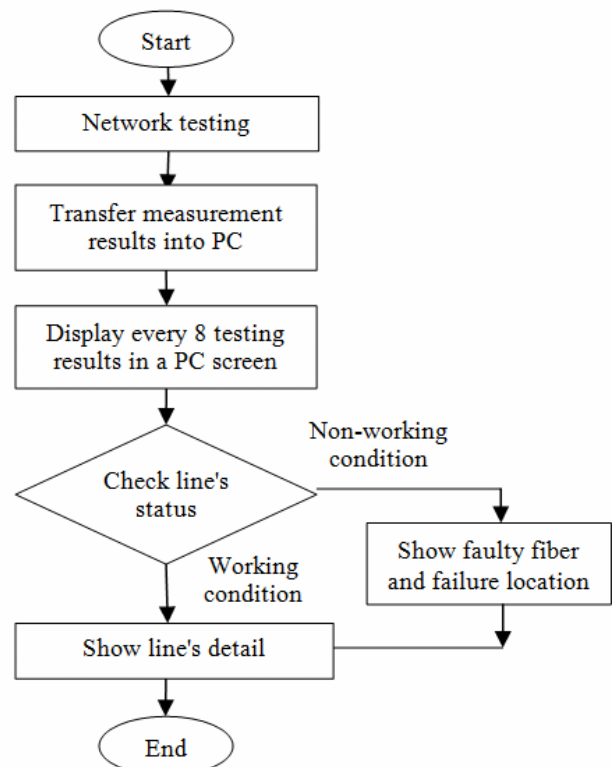 Start
Network testing
Transfer measurement
results into PC
Display every 8 testing
results in a PC screen
Non-working
condition
Check line's
status
Show faulty fiber
and failure location
Working
condition
Show line's detail
End